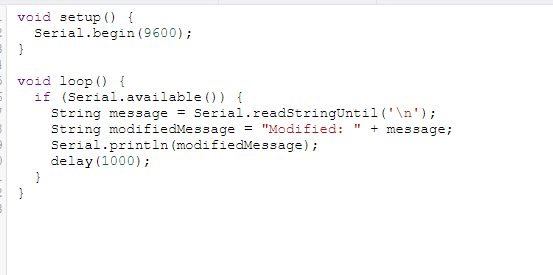 void setup() {
  Serial.begin(9600);
}

void loop() {
  if (Serial.available()) {
    String message = Serial.readStringUntil('\n');
    String modifiedMessage = "Modified: " + message;
    Serial.println(modifiedMessage);
    delay(1000);
  }
}